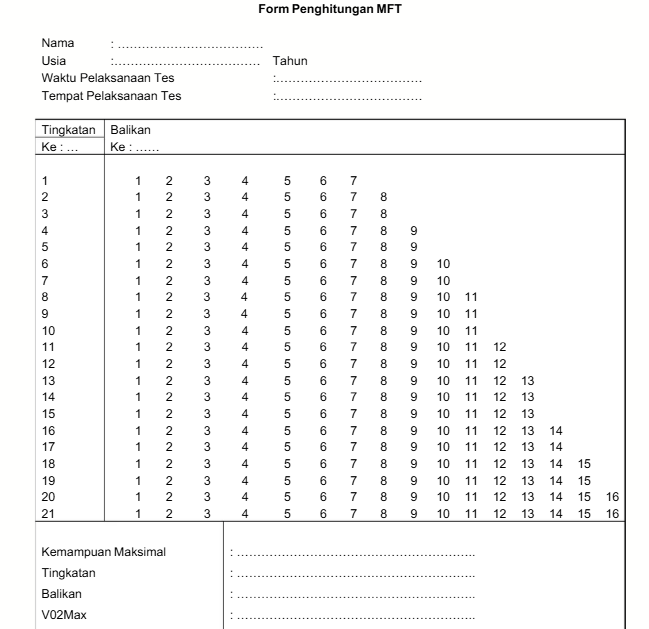 Form Penghitungan MFT
Nama : ..................................
Usia :.................................. Tahun
Waktu Pelaksanaan Tes :..................................
Tempat Pelaksanaan Tes :..................................
Tingkatan Balikan
Ke : ... Ke : ......
1 1 2 3 4 5 6 7
2 1 2 3 4 5 6 7 8
3 1 2 3 4 5 6 7 8
4 1 2 3 4 5 6 7 8 9
5 1 2 3 4 5 6 7 8 9
6 1 2 3 4 5 6 7 8 9 10
7 1 2 3 4 5 6 7 8 9 10
8 1 2 3 4 5 6 7 8 9 10 11
9 1 2 3 4 5 6 7 8 9 10 11
10 1 2 3 4 5 6 7 8 9 10 11
11 1 2 3 4 5 6 7 8 9 10 11 12
12 1 2 3 4 5 6 7 8 9 10 11 12
13 1 2 3 4 5 6 7 8 9 10 11 12 13
14 1 2 3 4 5 6 7 8 9 10 11 12 13
15 1 2 3 4 5 6 7 8 9 10 11 12 13
16 1 2 3 4 5 6 7 8 9 10 11 12 13 14
17 1 2 3 4 5 6 7 8 9 10 11 12 13 14
18 1 2 3 4 5 6 7 8 9 10 11 12 13 14 15
19 1 2 3 4 5 6 7 8 9 10 11 12 13 14 15
20 1 2 3 4 5 6 7 8 9 10 11 12 13 14 15 16
21 1 2 3 4 5 6 7 8 9 10 11 12 13 14 15 16
Kemampuan Maksimal : ........................................................
Tingkatan : ........................................................
Balikan : ........................................................
V02Max : ........................................................